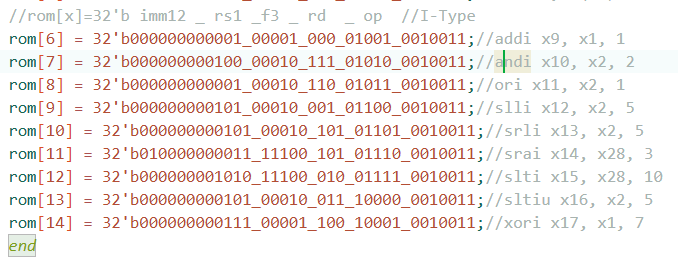 //rom[x]=32'b imm12 _ rs1 _f3 _ rd  _ op  //I-Type
rom[6] = 32'b000000000001_00001_000_01001_0010011;//addi x9, x1, 1
rom[7] = 32'b000000000100_00010_111_01010_0010011;//andi x10, x2, 2
rom[8] = 32'b000000000001_00010_110_01011_0010011;//ori x11, x2, 1
rom[9] = 32'b000000000101_00010_001_01100_0010011;//slli x12, x2, 5
rom[10] = 32'b000000000101_00010_101_01101_0010011;//srli x13, x2, 5
rom[11] = 32'b010000000011_11100_101_01110_0010011;//srai x14, x28, 3
rom[12] = 32'b000000001010_11100_010_01111_0010011;//slti x15, x28, 10
rom[13] = 32'b000000000101_00010_011_10000_0010011;//sltiu x16, x2, 5
rom[14] = 32'b000000000111_00001_100_10001_0010011;//xori x17, x1, 7
end